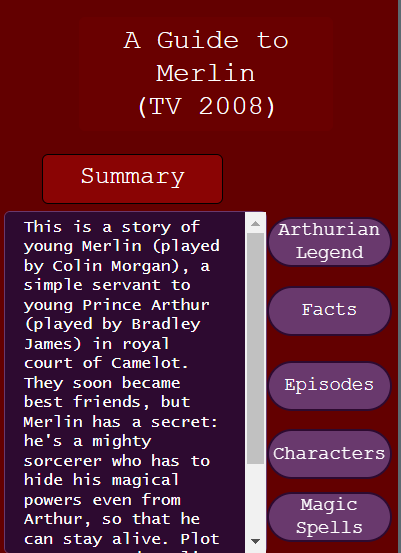 A Guide to
Merlin
(TV 2008)
Summary
This is a story of
young Merlin (played
by Colin Morgan), a
simple servant to
young Prince Arthur
(played by Bradley
James) in royal
court of Camelot.
They soon became
best friends, but
Merlin has a secret:
he's a mighty
sorcerer who has to
hide his magical
powers even from
Arthur, so that he
can stay alive. Plot
Arthurian
Legend
Facts
Episodes
Characters
Magic
Spells